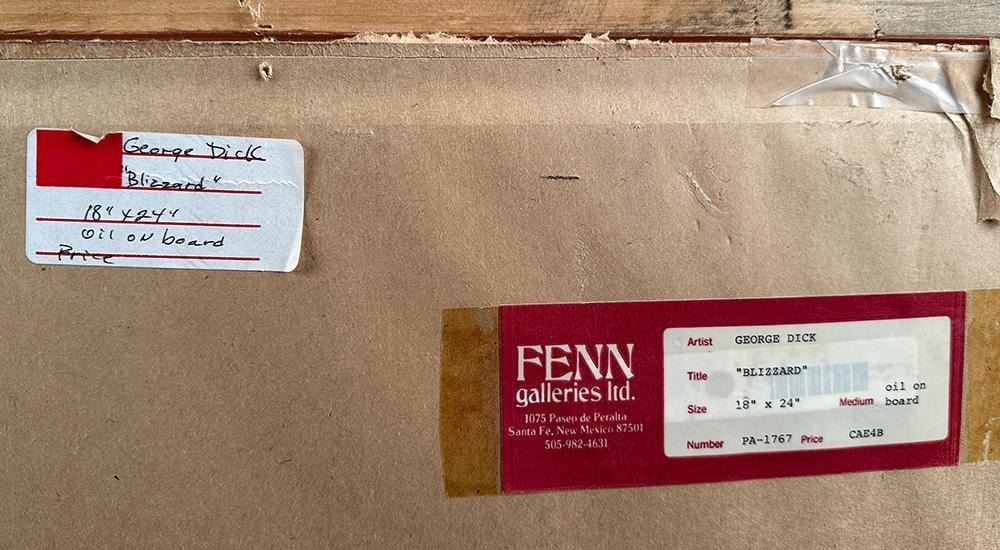 George Dick
"Blizzard"
18" x 24"
oil on board
Price
FENN
galleries ltd.
1075 Paseo de Peralta
Santa Fe, New Mexico 87501
505-982-4631
Artist GEORGE DICK
Title "BLIZZARD"
Size 18" x 24" Medium oil on board
Number PA-1767 Price CAE4B